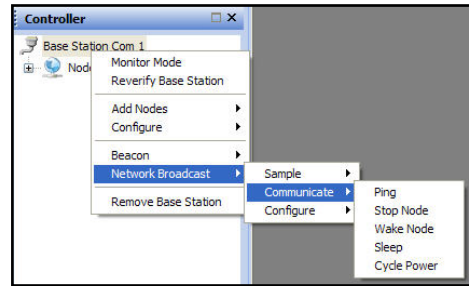 Controller
Base Station Com 1
Monitor Mode
Reverify Base Station
Add Nodes
Configure
Beacon
Network Broadcast
Remove Base Station
Sample
Communicate
Configure
Ping
Stop Node
Wake Node
Sleep
Cycle Power